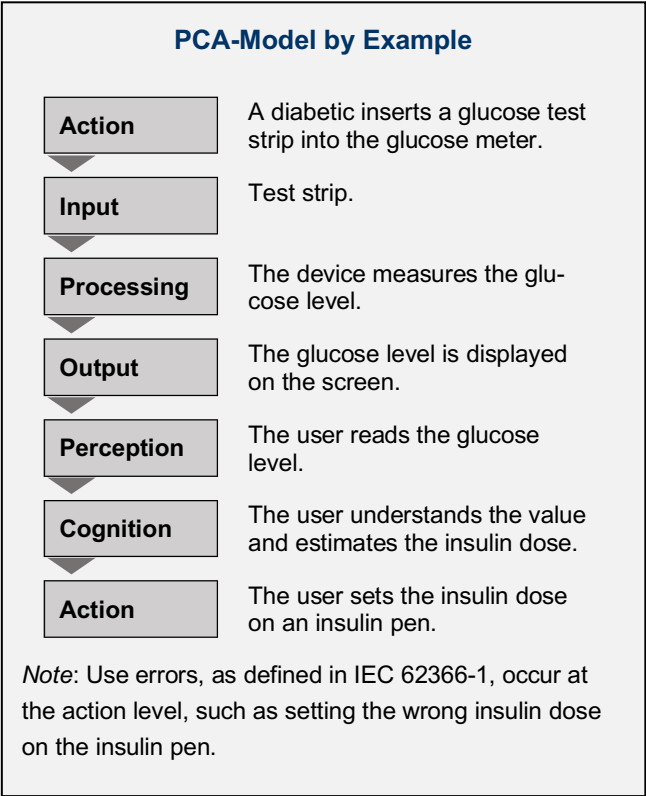 PCA-Model by Example
Action
A diabetic inserts a glucose test
strip into the glucose meter.
Input
Test strip.
Processing
The device measures the glu-
cose level.
Output
The glucose level is displayed
on the screen.
Perception
The user reads the glucose
level.
Cognition
The user understands the value
and estimates the insulin dose.
Action
The user sets the insulin dose
on an insulin pen.
Note: Use errors, as defined in IEC 62366-1, occur at
the action level, such as setting the wrong insulin dose
on the insulin pen.